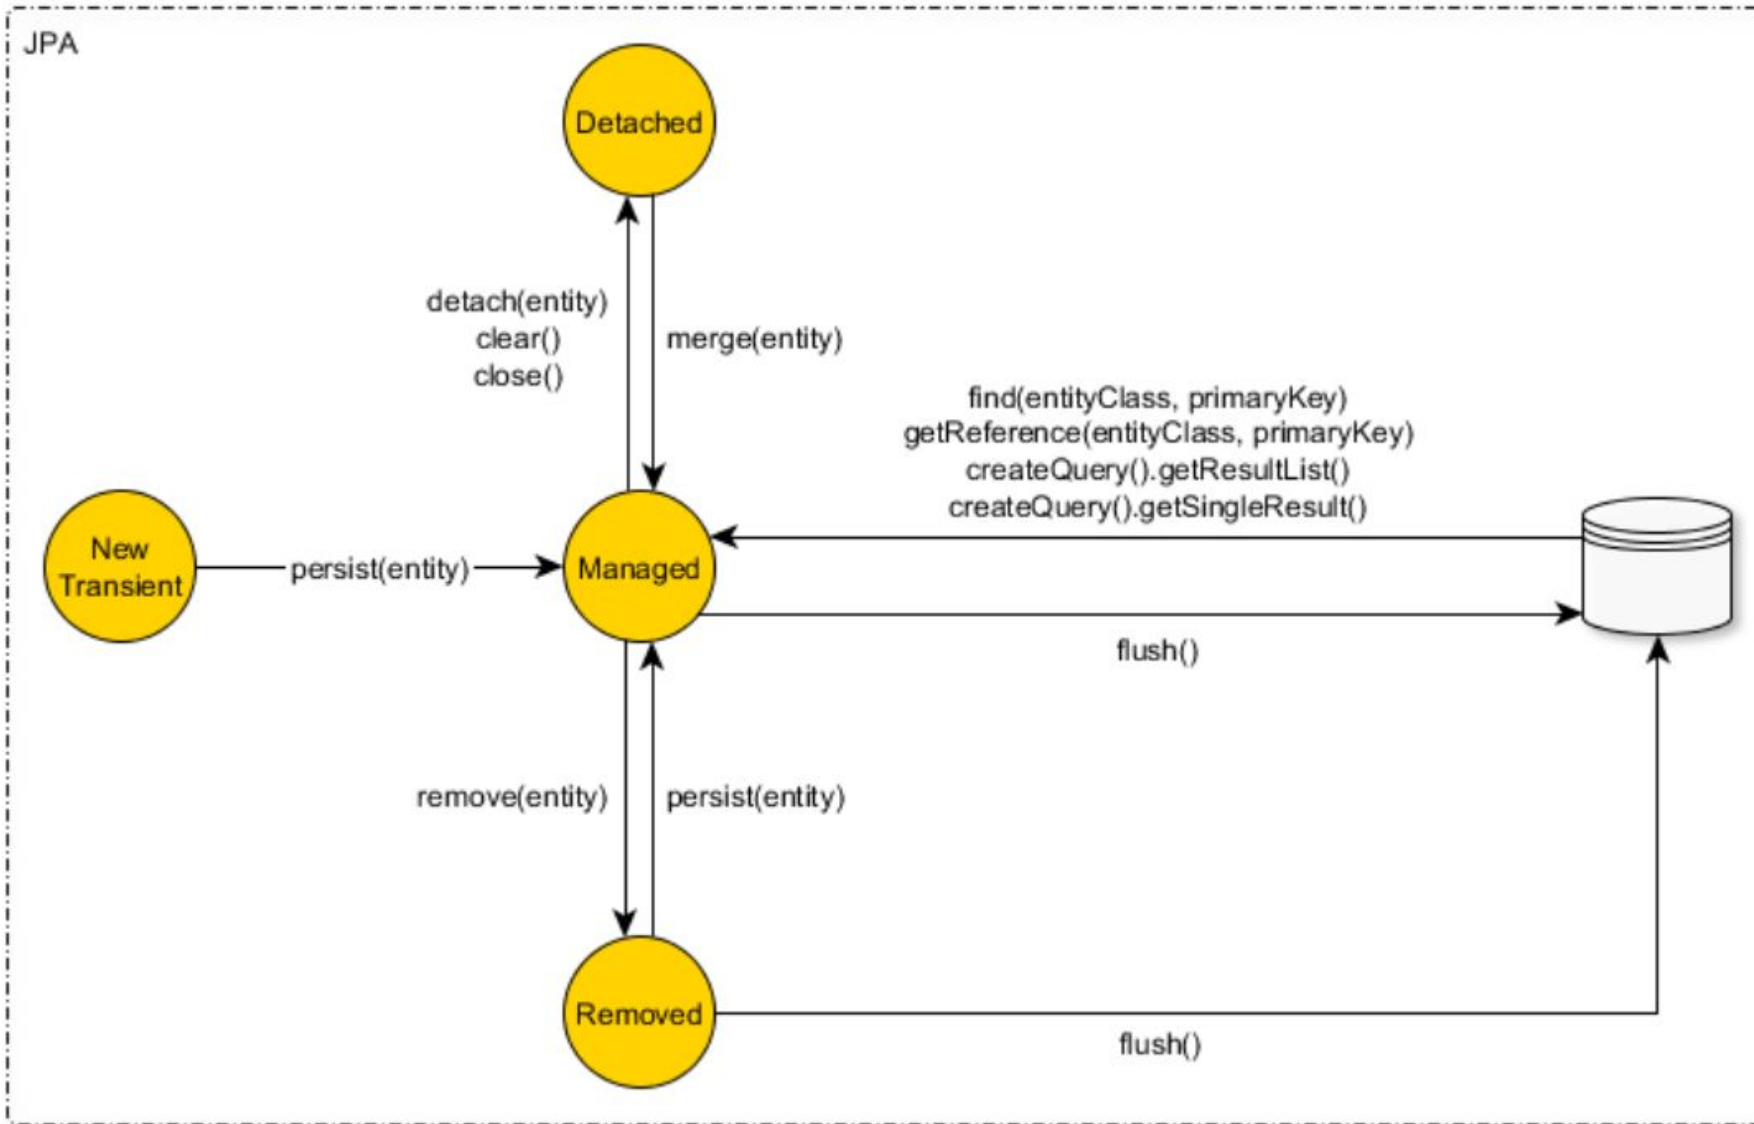 JPA
Detached
detach(entity)
clear()
close()
merge(entity)
find(entityClass, primaryKey)
getReference(entityClass, primaryKey)
createQuery().getResultList()
createQuery().getSingleResult()
New
Transient
persist(entity)
Managed
flush()
remove(entity)
persist(entity)
Removed
flush()